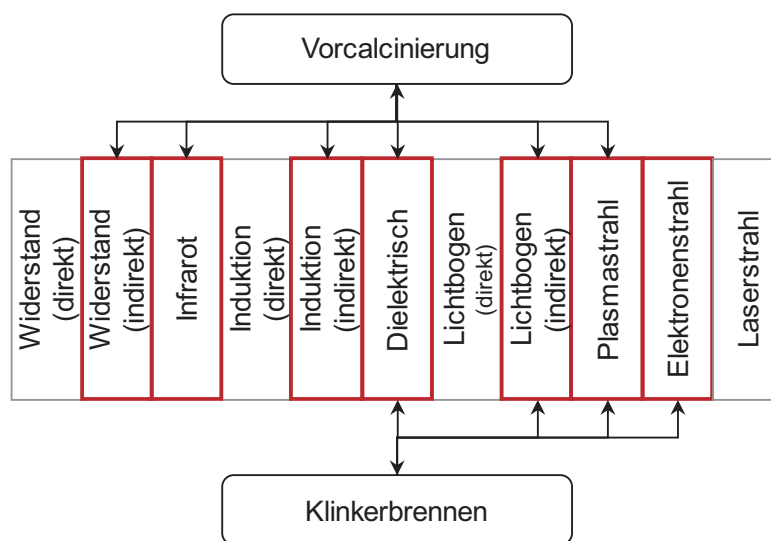 Vorcalcinierung
Widerstand
(direkt)
Widerstand
(indirekt)
Infrarot
Induktion
(direkt)
Induktion
(indirekt)
Dielektrisch
Lichtbogen
(direkt)
Lichtbogen
(indirekt)
Plasmastrahl
Elektronenstrahl
Laserstrahl
Klinkerbrennen